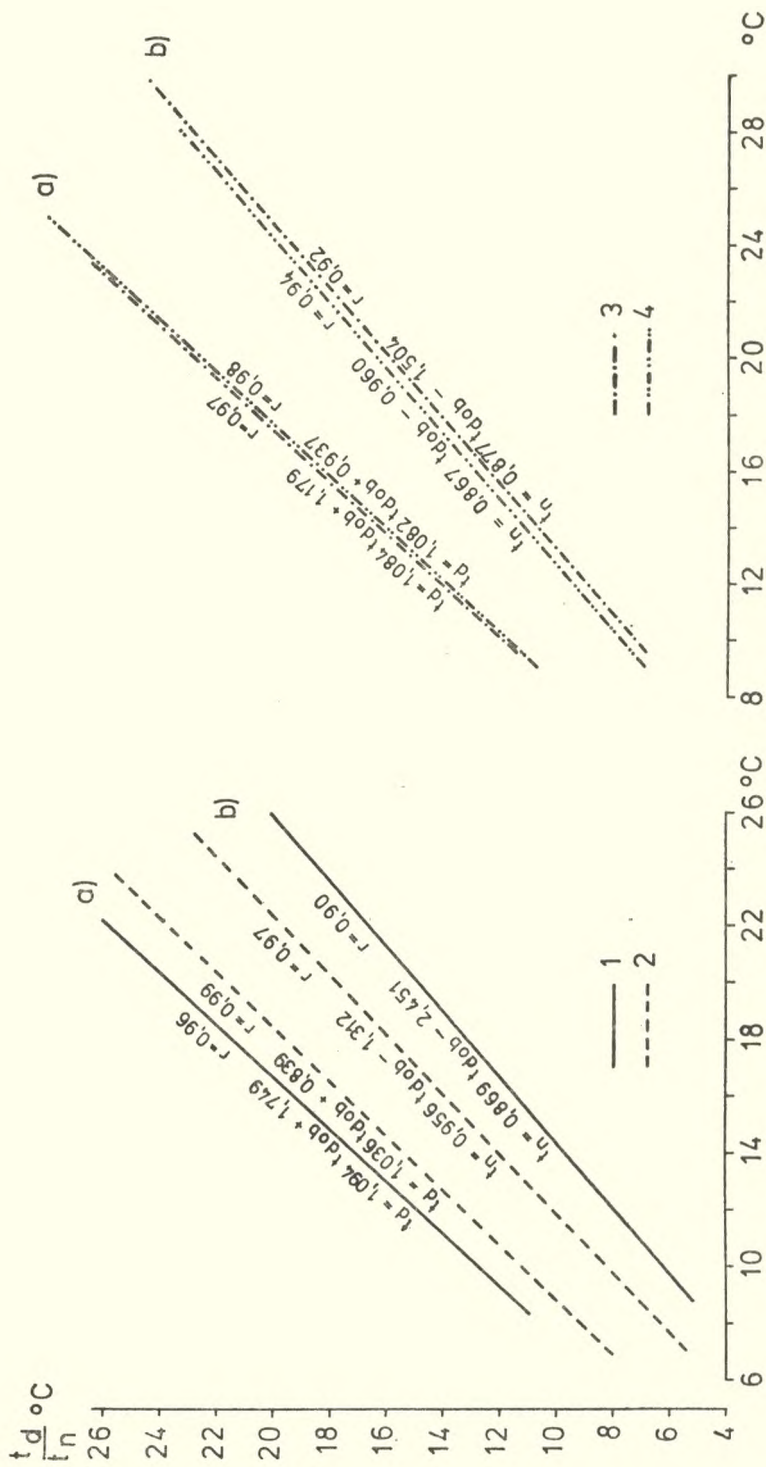 t d / t n °C
26
24
22
20
18
16
14
12
10
8
6
4
a)
b)
r=0,96
r=0,99
r=0,97
r=0,90
td = 1,094 tdob + 1,749
td = 1,036 tdob + 0,839
tn = 0,956 tdob - 1,312
tn = 0,869 tdob - 2,451
1
2
6 10 14 18 22 26 °C
a)
b)
r=0,97
r=0,98
r=0,94
r=0,92
td = 1,084 tdob + 1,179
td = 1,082 tdob + 0,937
tn = 0,867 tdob - 0,960
tn = 0,877 tdob - 1,504
3
4
8 12 16 20 24 28 °C